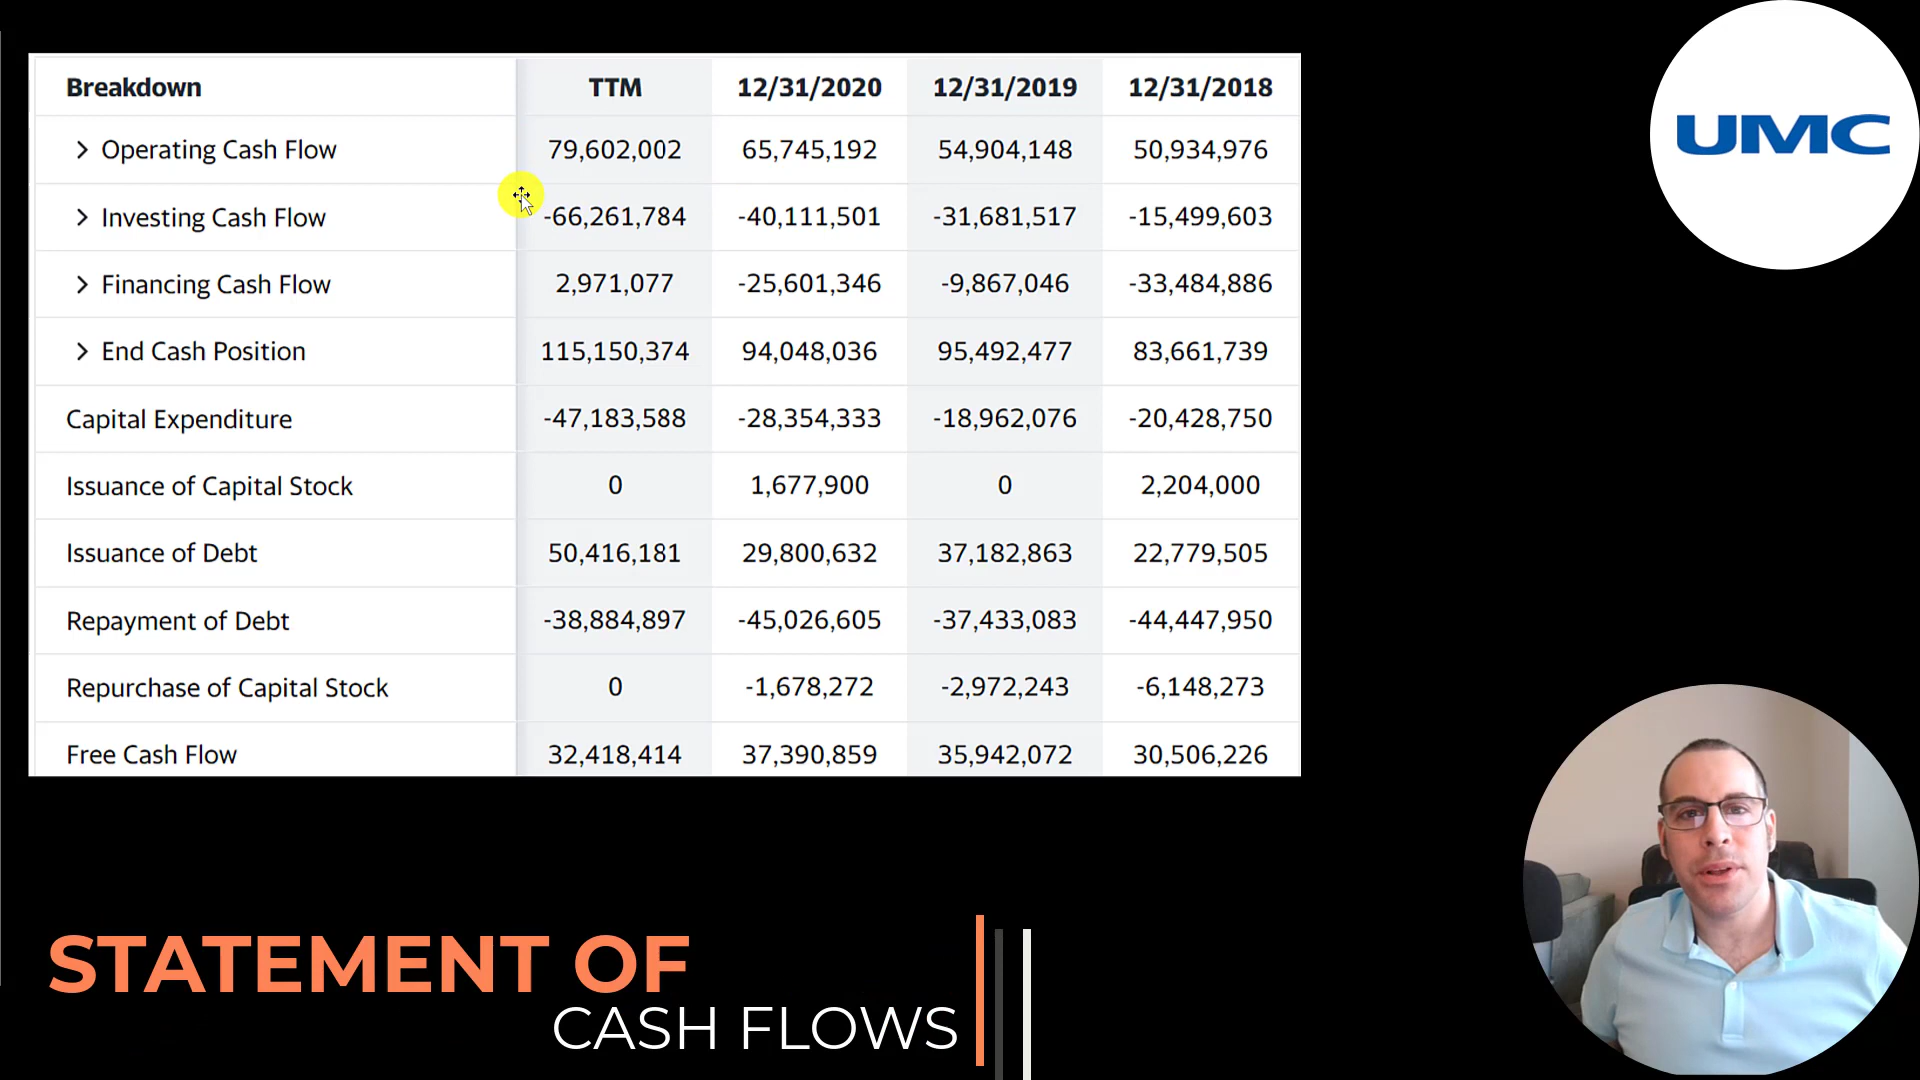 Breakdown TTM 12/31/2020 12/31/2019 12/31/2018
Operating Cash Flow 79,602,002 65,745,192 54,904,148 50,934,976
Investing Cash Flow -66,261,784 -40,111,501 -31,681,517 -15,499,603
Financing Cash Flow 2,971,077 -25,601,346 -9,867,046 -33,484,886
End Cash Position 115,150,374 94,048,036 95,492,477 83,661,739
Capital Expenditure -47,183,588 -28,354,333 -18,962,076 -20,428,750
Issuance of Capital Stock 0 1,677,900 0 2,204,000
Issuance of Debt 50,416,181 29,800,632 37,182,863 22,779,505
Repayment of Debt -38,884,897 -45,026,605 -37,433,083 -44,447,950
Repurchase of Capital Stock 0 -1,678,272 -2,972,243 -6,148,273
Free Cash Flow 32,418,414 37,390,859 35,942,072 30,506,226
UMC
STATEMENT OF
CASH FLOWS